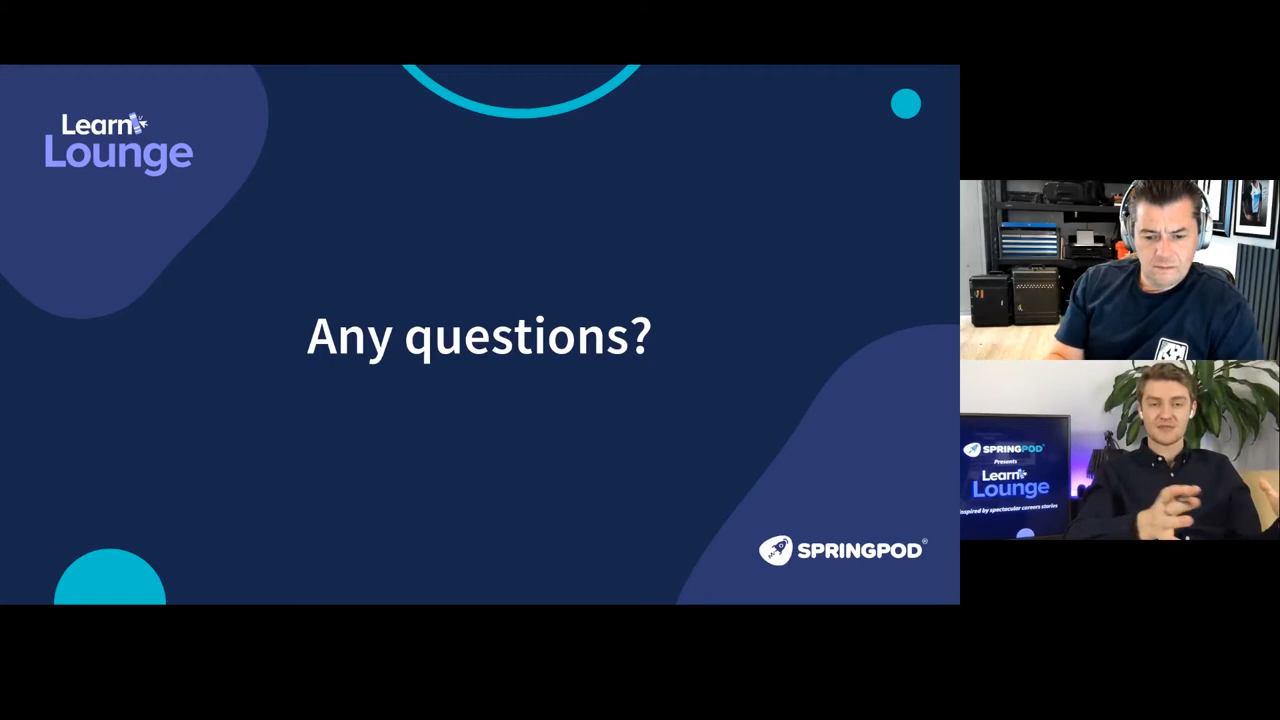 Learn
Lounge
Any questions?
SPRINGPOD®
SPRINGPOD
Presents
Learn
Lounge
inspired by spectacular careers stories